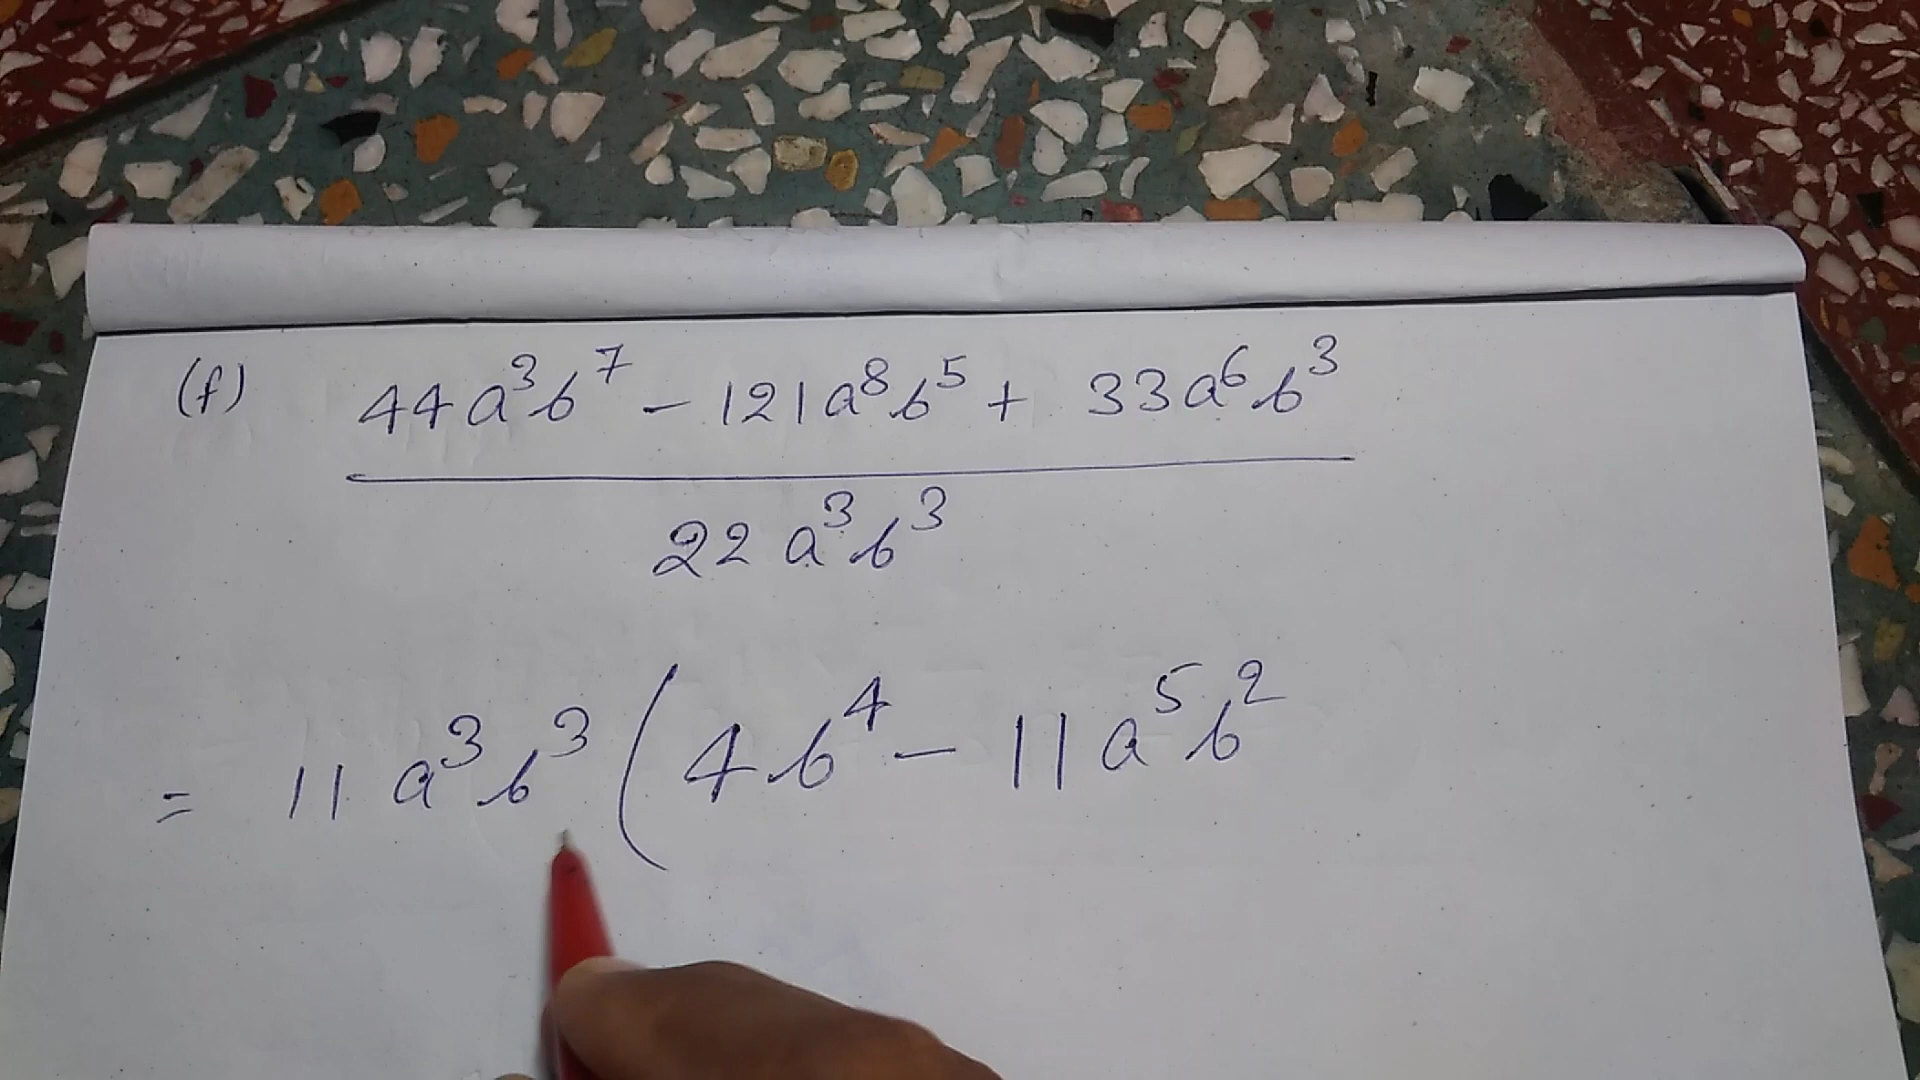 (f) 44a³b⁷ - 121a⁸b⁵ + 33a⁶b³
22a³b³
= 11a³b³(4b⁴ - 11a⁵b²